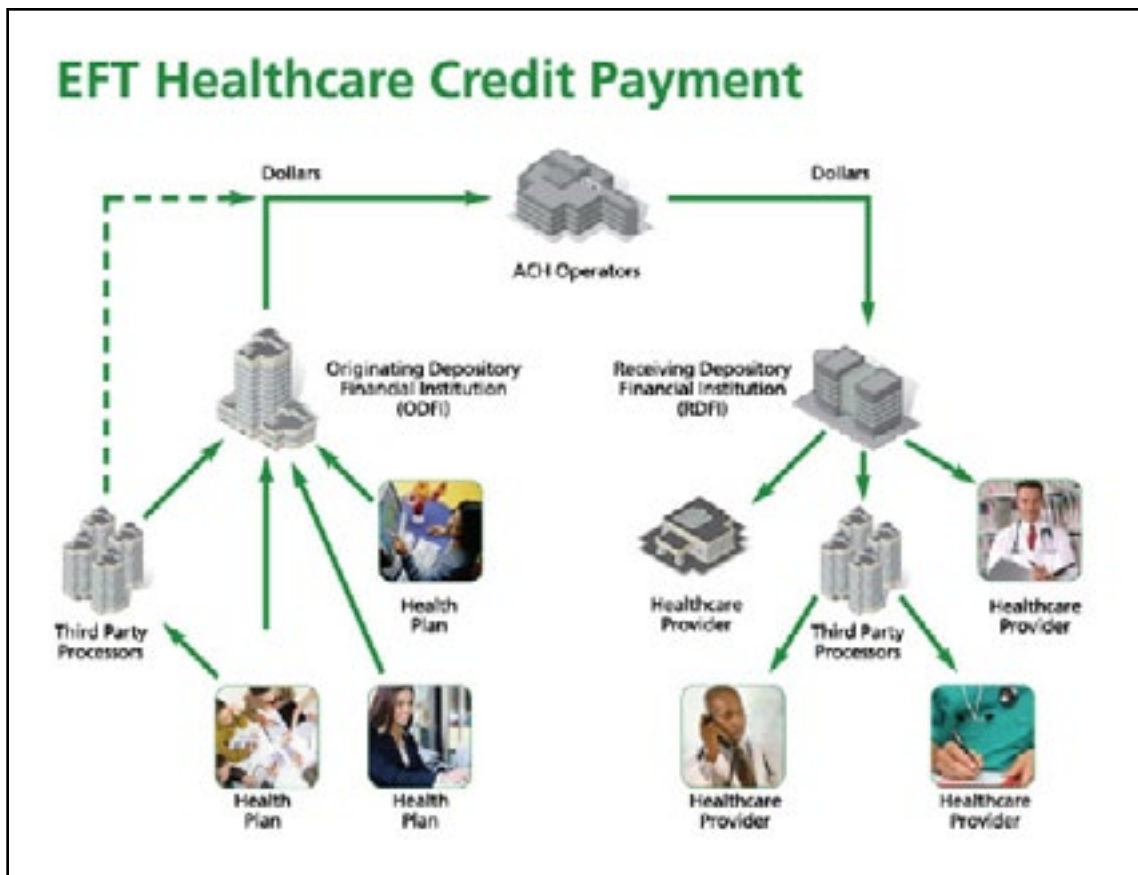 EFT Healthcare Credit Payment
Dollars
Dollars
ACH Operators
Originating Depository
Financial Institution
(ODFI)
Receiving Depository
Financial Institution
(RDFI)
Health
Plan
Third Party
Processors
Healthcare
Provider
Third Party
Processors
Healthcare
Provider
Health
Plan
Health
Plan
Healthcare
Provider
Healthcare
Provider